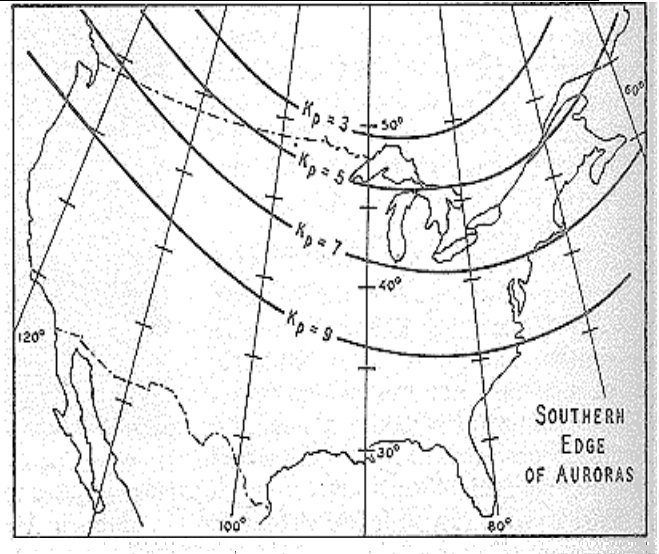 Kp = 3
50°
60°
Kp = 5
Kp = 7
40°
Kp = 9
120°
SOUTHERN
EDGE
OF AURORAS
30°
100°
80°